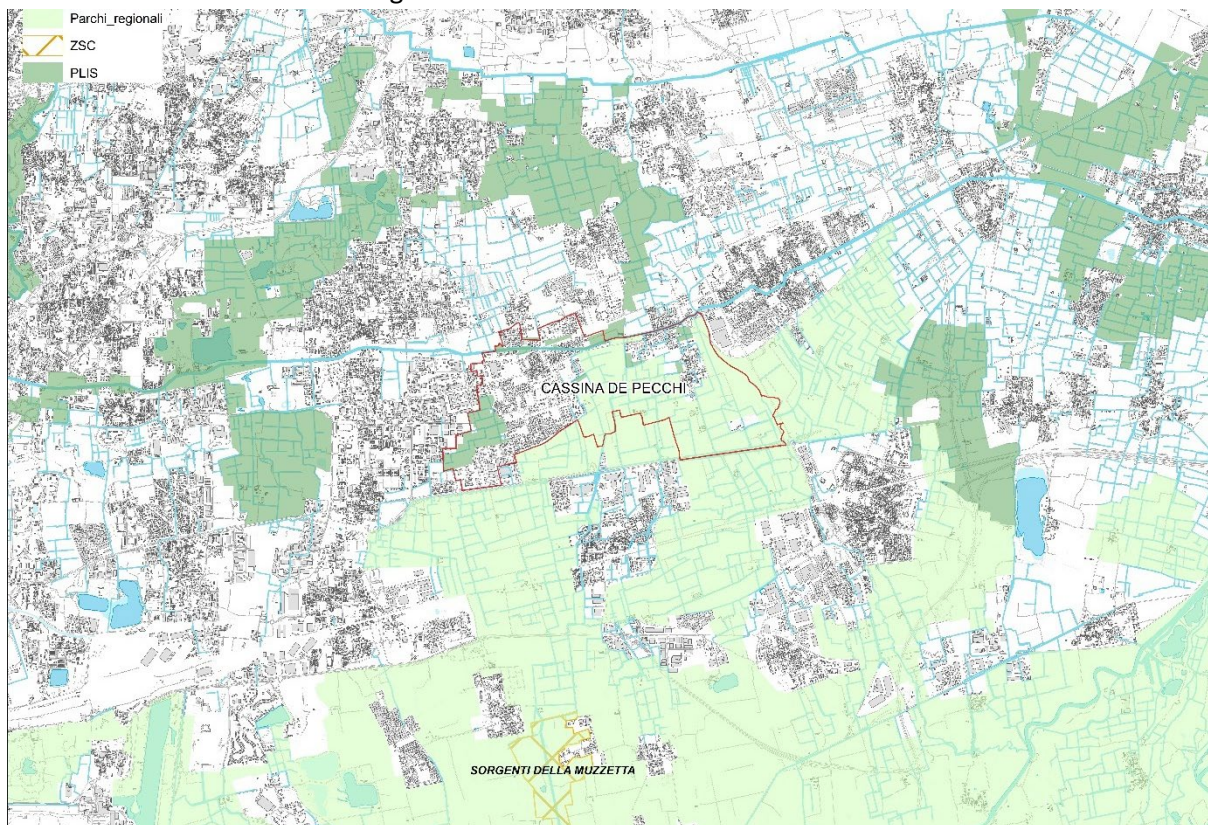 Parchi_regionali
ZSC
PLIS
CASSINA DE PECCHI
SORGENTI DELLA MUZZETTA